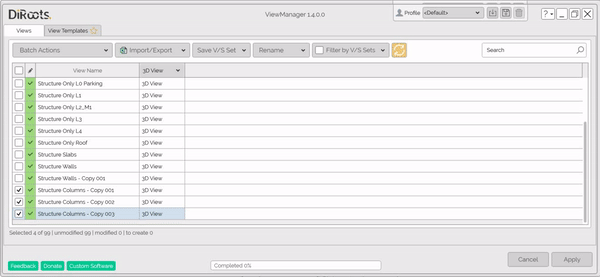 DiRoots.
ViewManager 1.4.0.0
Profile <Default>
? -
Views View Templates
Batch Actions Import/Export Save V/S Set Rename Filter by V/S Sets Search
View Name 3D View
Structure Only L0 Parking 3D View
Structure Only L1 3D View
Structure Only L2_M1 3D View
Structure Only L3 3D View
Structure Only L4 3D View
Structure Only Roof 3D View
Structure Slabs 3D View
Structure Walls 3D View
Structure Walls - Copy 001 3D View
Structure Columns - Copy 001 3D View
Structure Columns - Copy 002 3D View
Structure Columns - Copy 003 3D View
Selected 4 of 99 | unmodified 99 | modified 0 | to create 0
Cancel Apply
Feedback Donate Custom Software Completed 0%